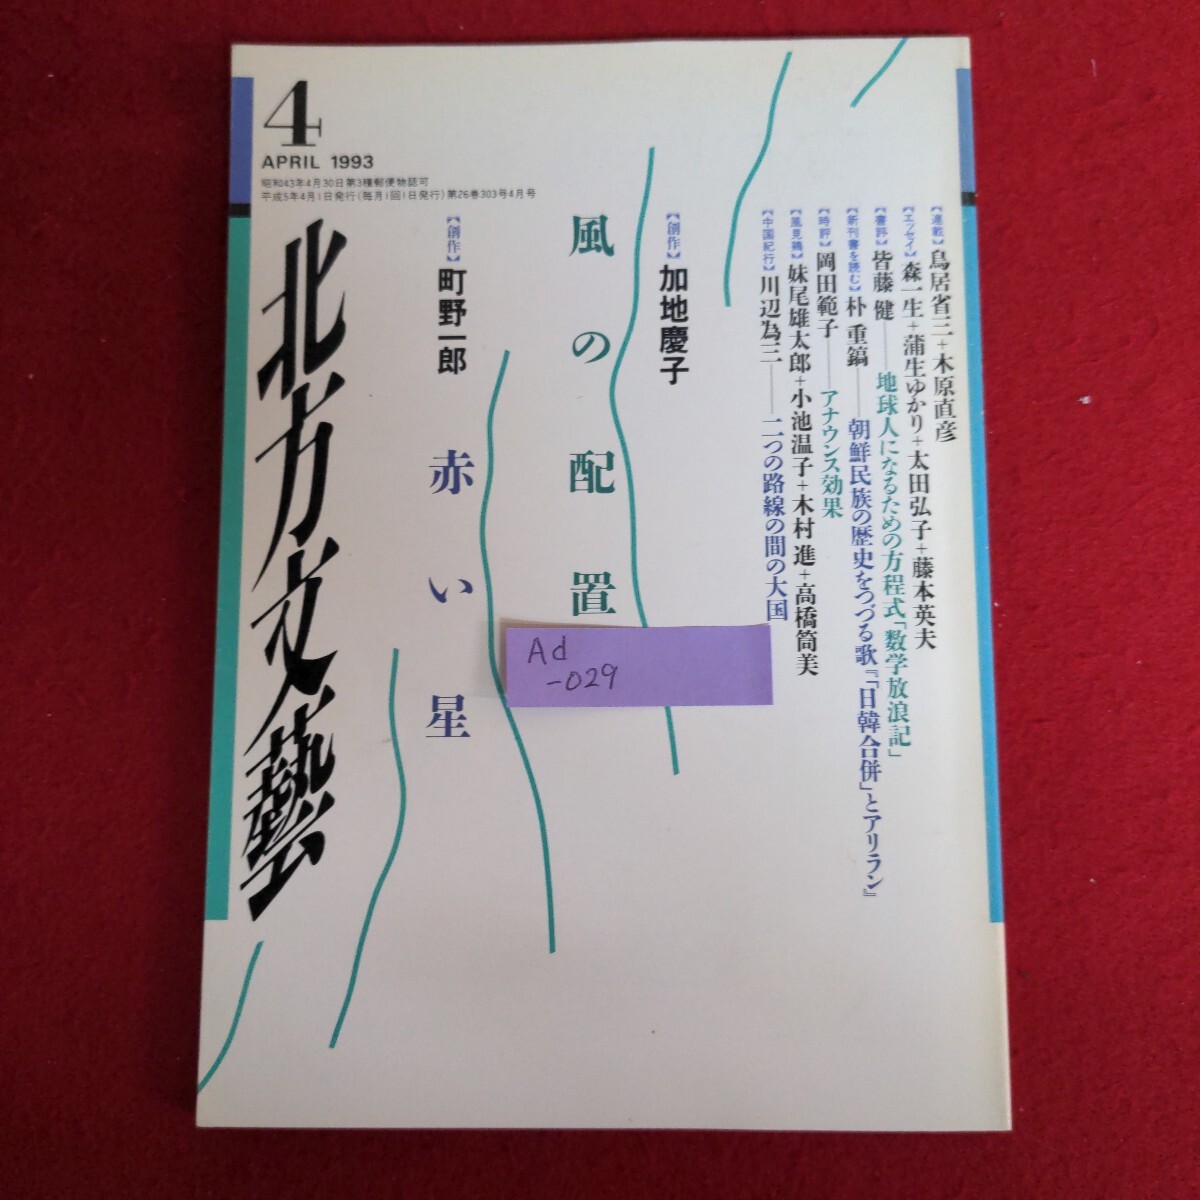 4
APRIL 1993
昭和43年4月30日第3種郵便物認可
平成5年4月1日発行(毎月1回1日発行)第26巻303号4月号
北方文藝
【連載】鳥居省三+木原直彦
【エッセイ】森一生+蒲生ゆかり+太田弘子+藤本英夫
【書評】皆藤健──地球人になるための方程式「数学放浪記」
【新刊書を読む】朴重鎬──朝鮮民族の歴史をつづる歌『「日韓合併」とアリラン』
【時評】岡田範子──アナウンス効果
【風見鶏】妹尾雄太郎+小池温子+木村進+高橋筒美
【中国紀行】川辺為三──二つの路線の間の大国
【創作】加地慶子
風の配置
【創作】町野一郎
赤い星
Ad
-029